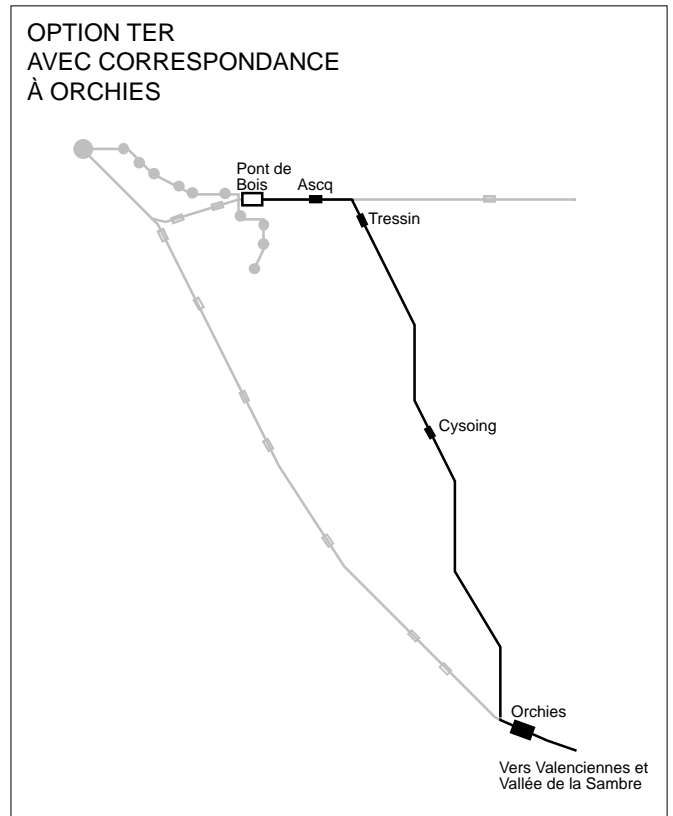 OPTION TER
AVEC CORRESPONDANCE
À ORCHIES
Pont de
Bois
Ascq
Tressin
Cysoing
Orchies
Vers Valenciennes et
Vallée de la Sambre